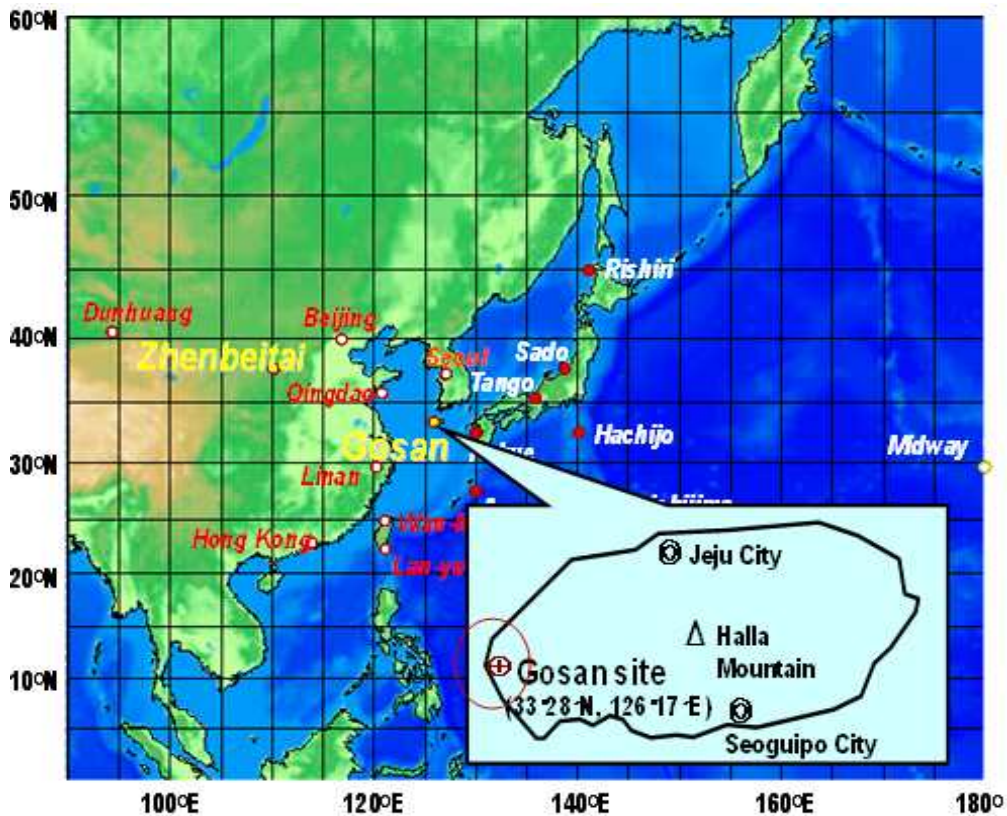 60°N
50°N
40°N
30°N
20°N
10°N
Rishiri
Dunhuang
Beijing
Zhenbeitai
Seoul
Sado
Qingdao
Tango
Gosan
Hachijo
Midway
Linan
Hong Kong
Jeju City
Halla
Mountain
Gosan site
(33-28-N, 126-17-E)
Seoguipo City
100°E
120°E
140°E
160°E
180°